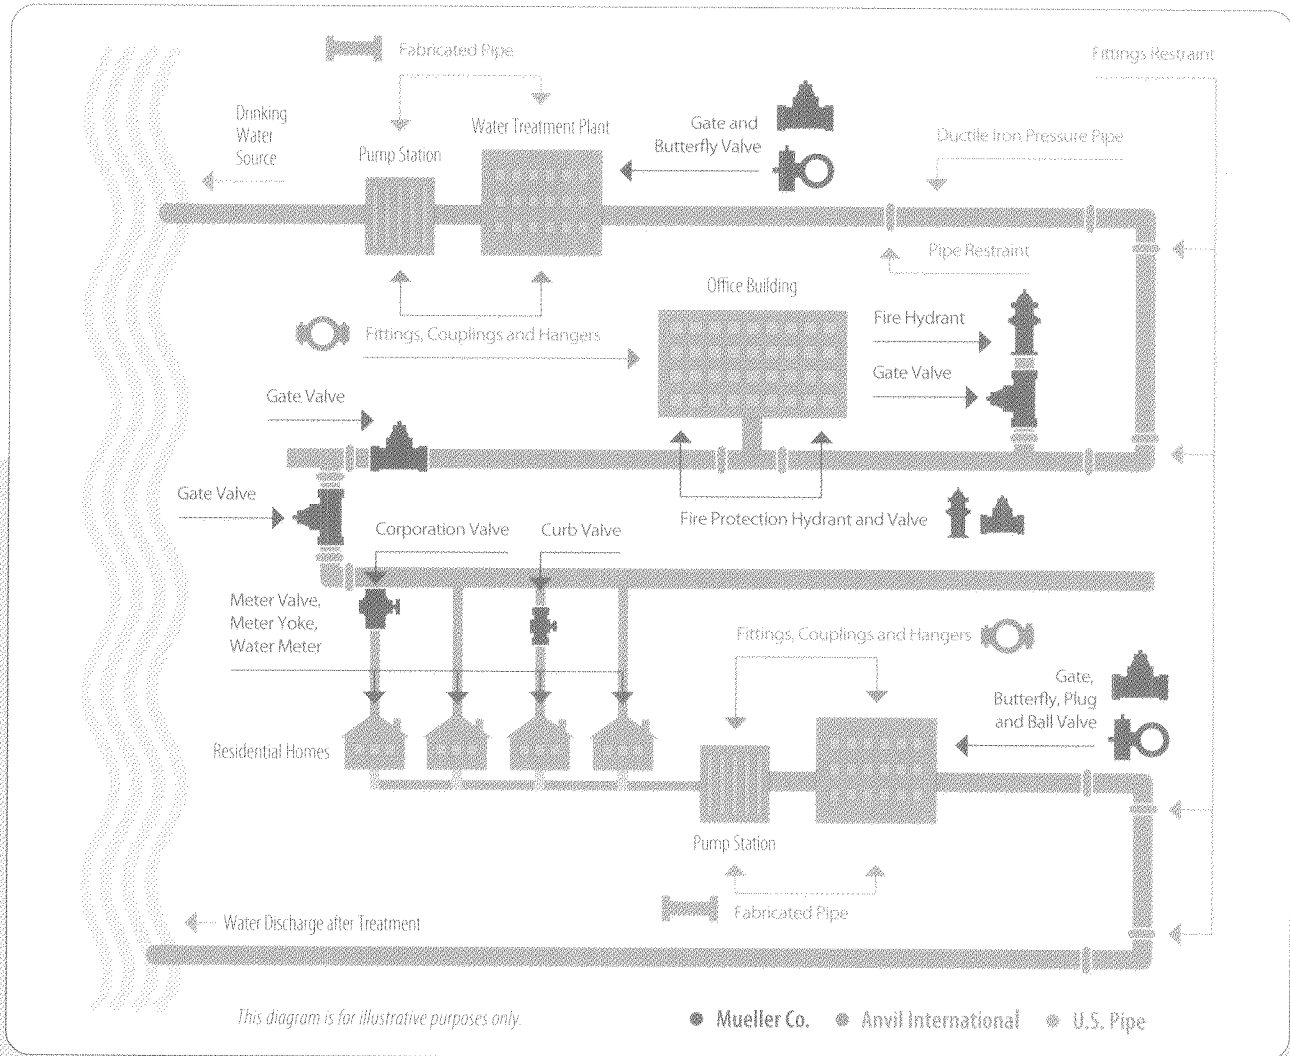 Fabricated Pipe
Fittings Restraint
Drinking
Water
Source
Pump Station
Water Treatment Plant
Gate and
Butterfly Valve
Ductile Iron Pressure Pipe
Pipe Restraint
Office Building
Fittings, Couplings and Hangers
Fire Hydrant
Gate Valve
Gate Valve
Gate Valve
Fire Protection Hydrant and Valve
Corporation Valve
Curb Valve
Meter Valve,
Meter Yoke,
Water Meter
Fittings, Couplings and Hangers
Gate,
Butterfly, Plug
and Ball Valve
Residential Homes
Pump Station
Fabricated Pipe
Water Discharge after Treatment
This diagram is for illustrative purposes only.
Mueller Co.
Anvil International
U.S. Pipe